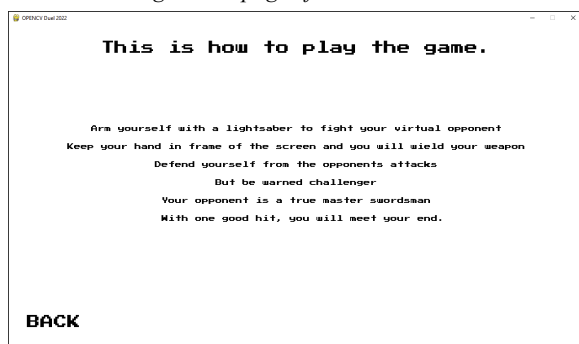 OPENCV Duel 2022
This is how to play the game.
Arm yourself with a lightsaber to fight your virtual opponent
Keep your hand in frame of the screen and you will wield your weapon
Defend yourself from the opponents attacks
But be warned challenger
Your opponent is a true master swordsman
With one good hit, you will meet your end.
BACK